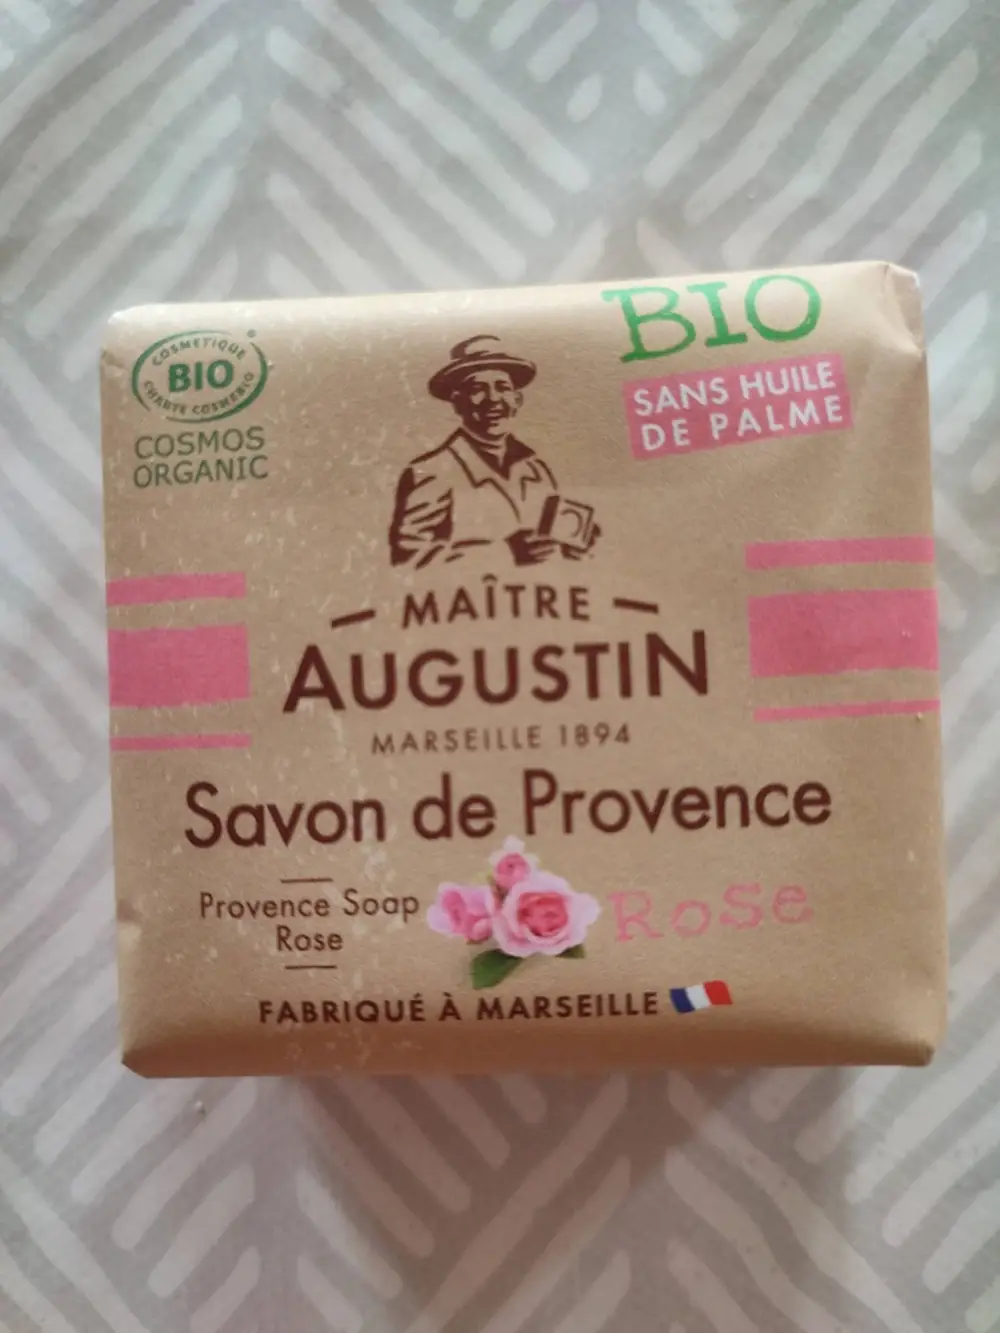 COSMETIQUE
BIO
CHARTE COSMEBIO
COSMOS
ORGANIC
BIO
SANS HUILE
DE PALME
MAÎTRE
AUGUSTIN
MARSEILLE 1894
Savon de Provence
Provence Soap
Rose
Rose
FABRIQUÉ À MARSEILLE